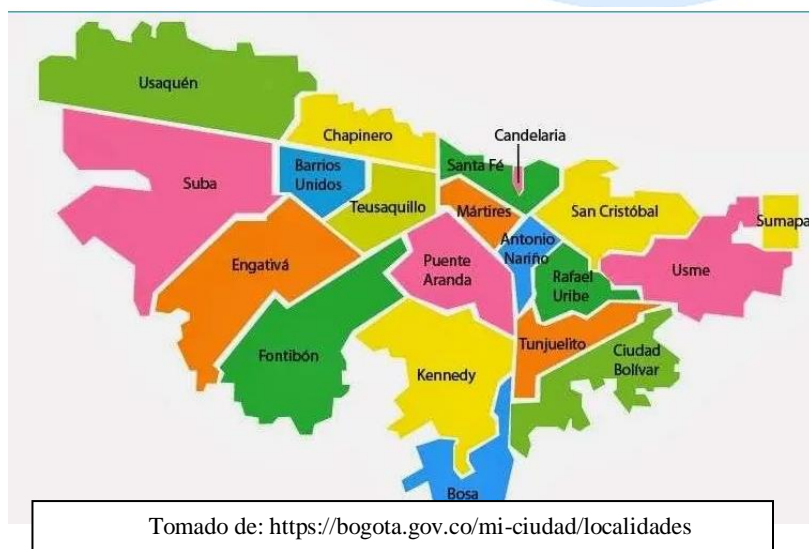 Usaquén
Chapinero
Candelaria
Santa Fé
Barrios
Unidos
Suba
Teusaquillo
Mártires
San Cristóbal
Sumapa
Antonio
Nariño
Engativá
Puente
Aranda
Rafael
Uribe
Usme
Fontibón
Tunjuelito
Ciudad
Bolívar
Kennedy
Bosa
Tomado de: https://bogota.gov.co/mi-ciudad/localidades